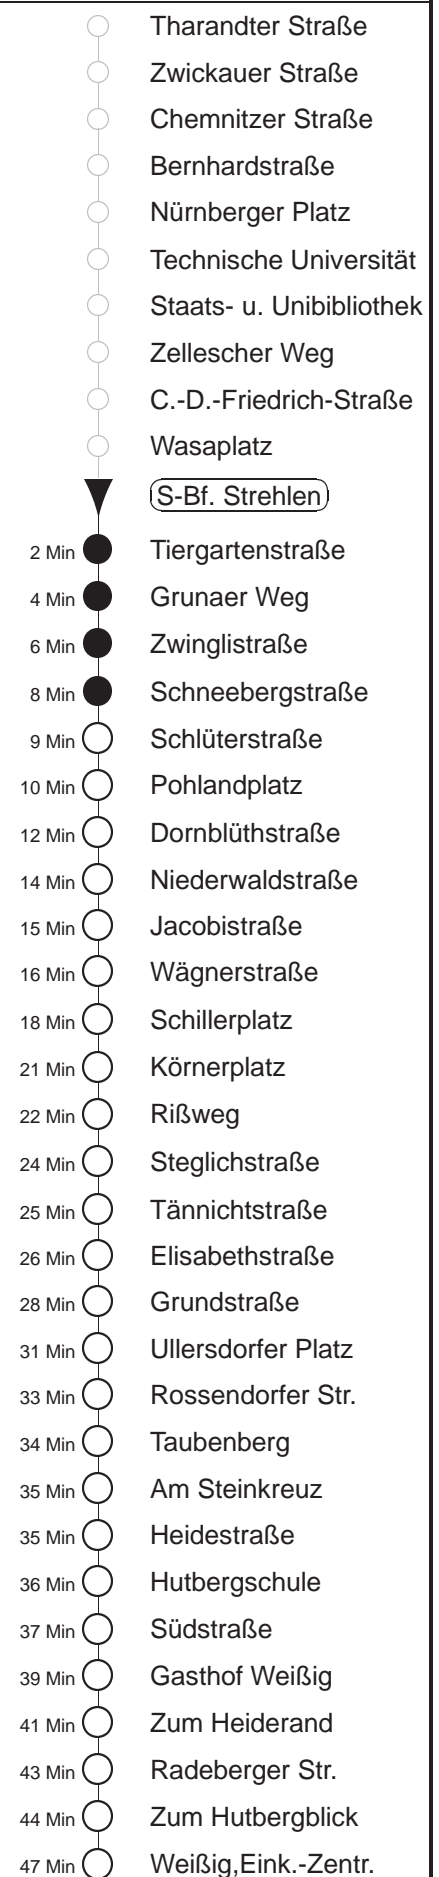 Tharandter Straße
Zwickauer Straße
Chemnitzer Straße
Bernhardstraße
Nürnberger Platz
Technische Universität
Staats- u. Unibibliothek
Zellescher Weg
C.-D.-Friedrich-Straße
Wasaplatz
S-Bf. Strehlen
2 Min Tiergartenstraße
4 Min Grunaer Weg
6 Min Zwinglistraße
8 Min Schneebergstraße
9 Min Schlüterstraße
10 Min Pohlandplatz
12 Min Dornblüthstraße
14 Min Niederwaldstraße
15 Min Jacobistraße
16 Min Wägnerstraße
18 Min Schillerplatz
21 Min Körnerplatz
22 Min Rißweg
24 Min Steglichstraße
25 Min Tännichtstraße
26 Min Elisabethstraße
28 Min Grundstraße
31 Min Ullersdorfer Platz
33 Min Rossendorfer Str.
34 Min Taubenberg
35 Min Am Steinkreuz
35 Min Heidestraße
36 Min Hutbergschule
37 Min Südstraße
39 Min Gasthof Weißig
41 Min Zum Heiderand
43 Min Radeberger Str.
44 Min Zum Hutbergblick
47 Min Weißig,Eink.-Zentr.